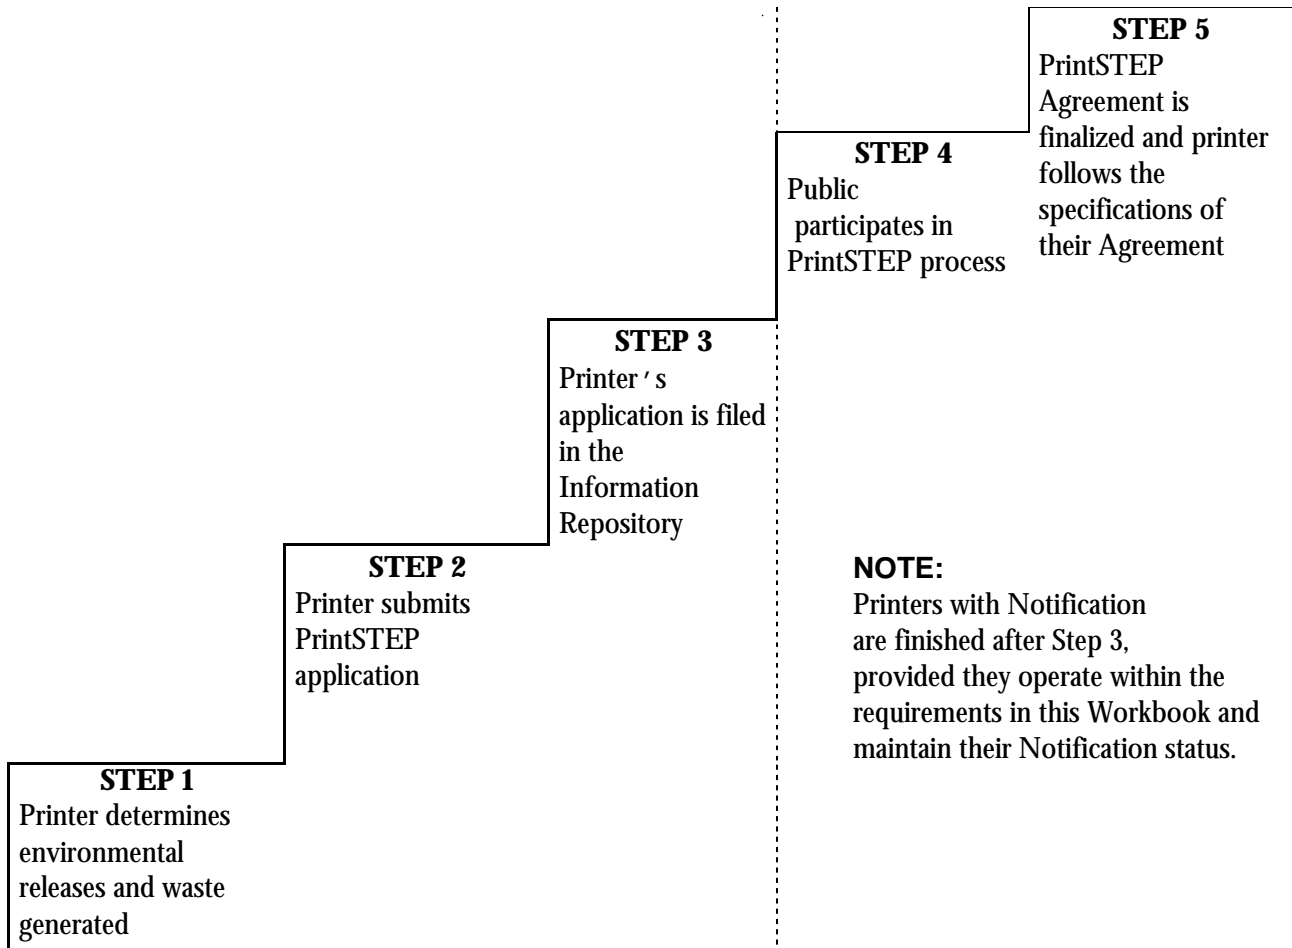 STEP 1
Printer determines
environmental
releases and waste
generated
STEP 2
Printer submits
PrintSTEP
application
STEP 3
Printer ′ s
application is filed
in the
Information
Repository
STEP 4
Public
participates in
PrintSTEP process
STEP 5
PrintSTEP
Agreement is
finalized and printer
follows the
specifications of
their Agreement
NOTE:
Printers with Notification
are finished after Step 3,
provided they operate within the
requirements in this Workbook and
maintain their Notification status.